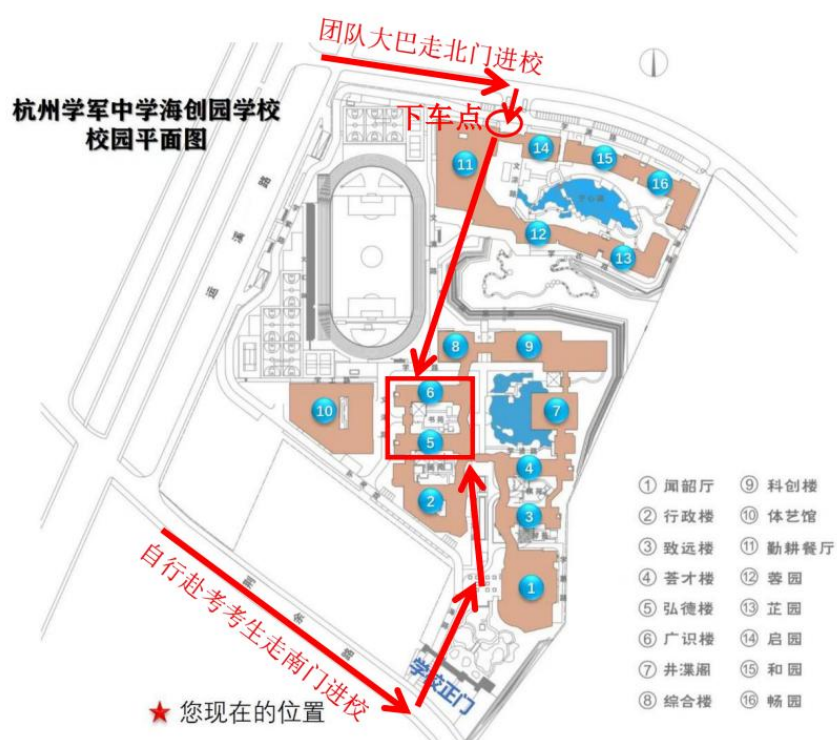 团队大巴走北门进校
杭州学军中学海创园学校
校园平面图
下车点
14
15
11
16
12
13
8
9
6
10
7
5
4
2
3
1
自行赴考考生走南门进校
学校正门
★ 您现在的位置
① 闻韶厅
② 行政楼
③ 致远楼
④ 荟才楼
⑤ 弘德楼
⑥ 广识楼
⑦ 井渫阁
⑧ 综合楼
⑨ 科创楼
⑩ 体艺馆
⑪ 勤耕餐厅
⑫ 蓉园
⑬ 芷园
⑭ 启园
⑮ 和园
⑯ 畅园